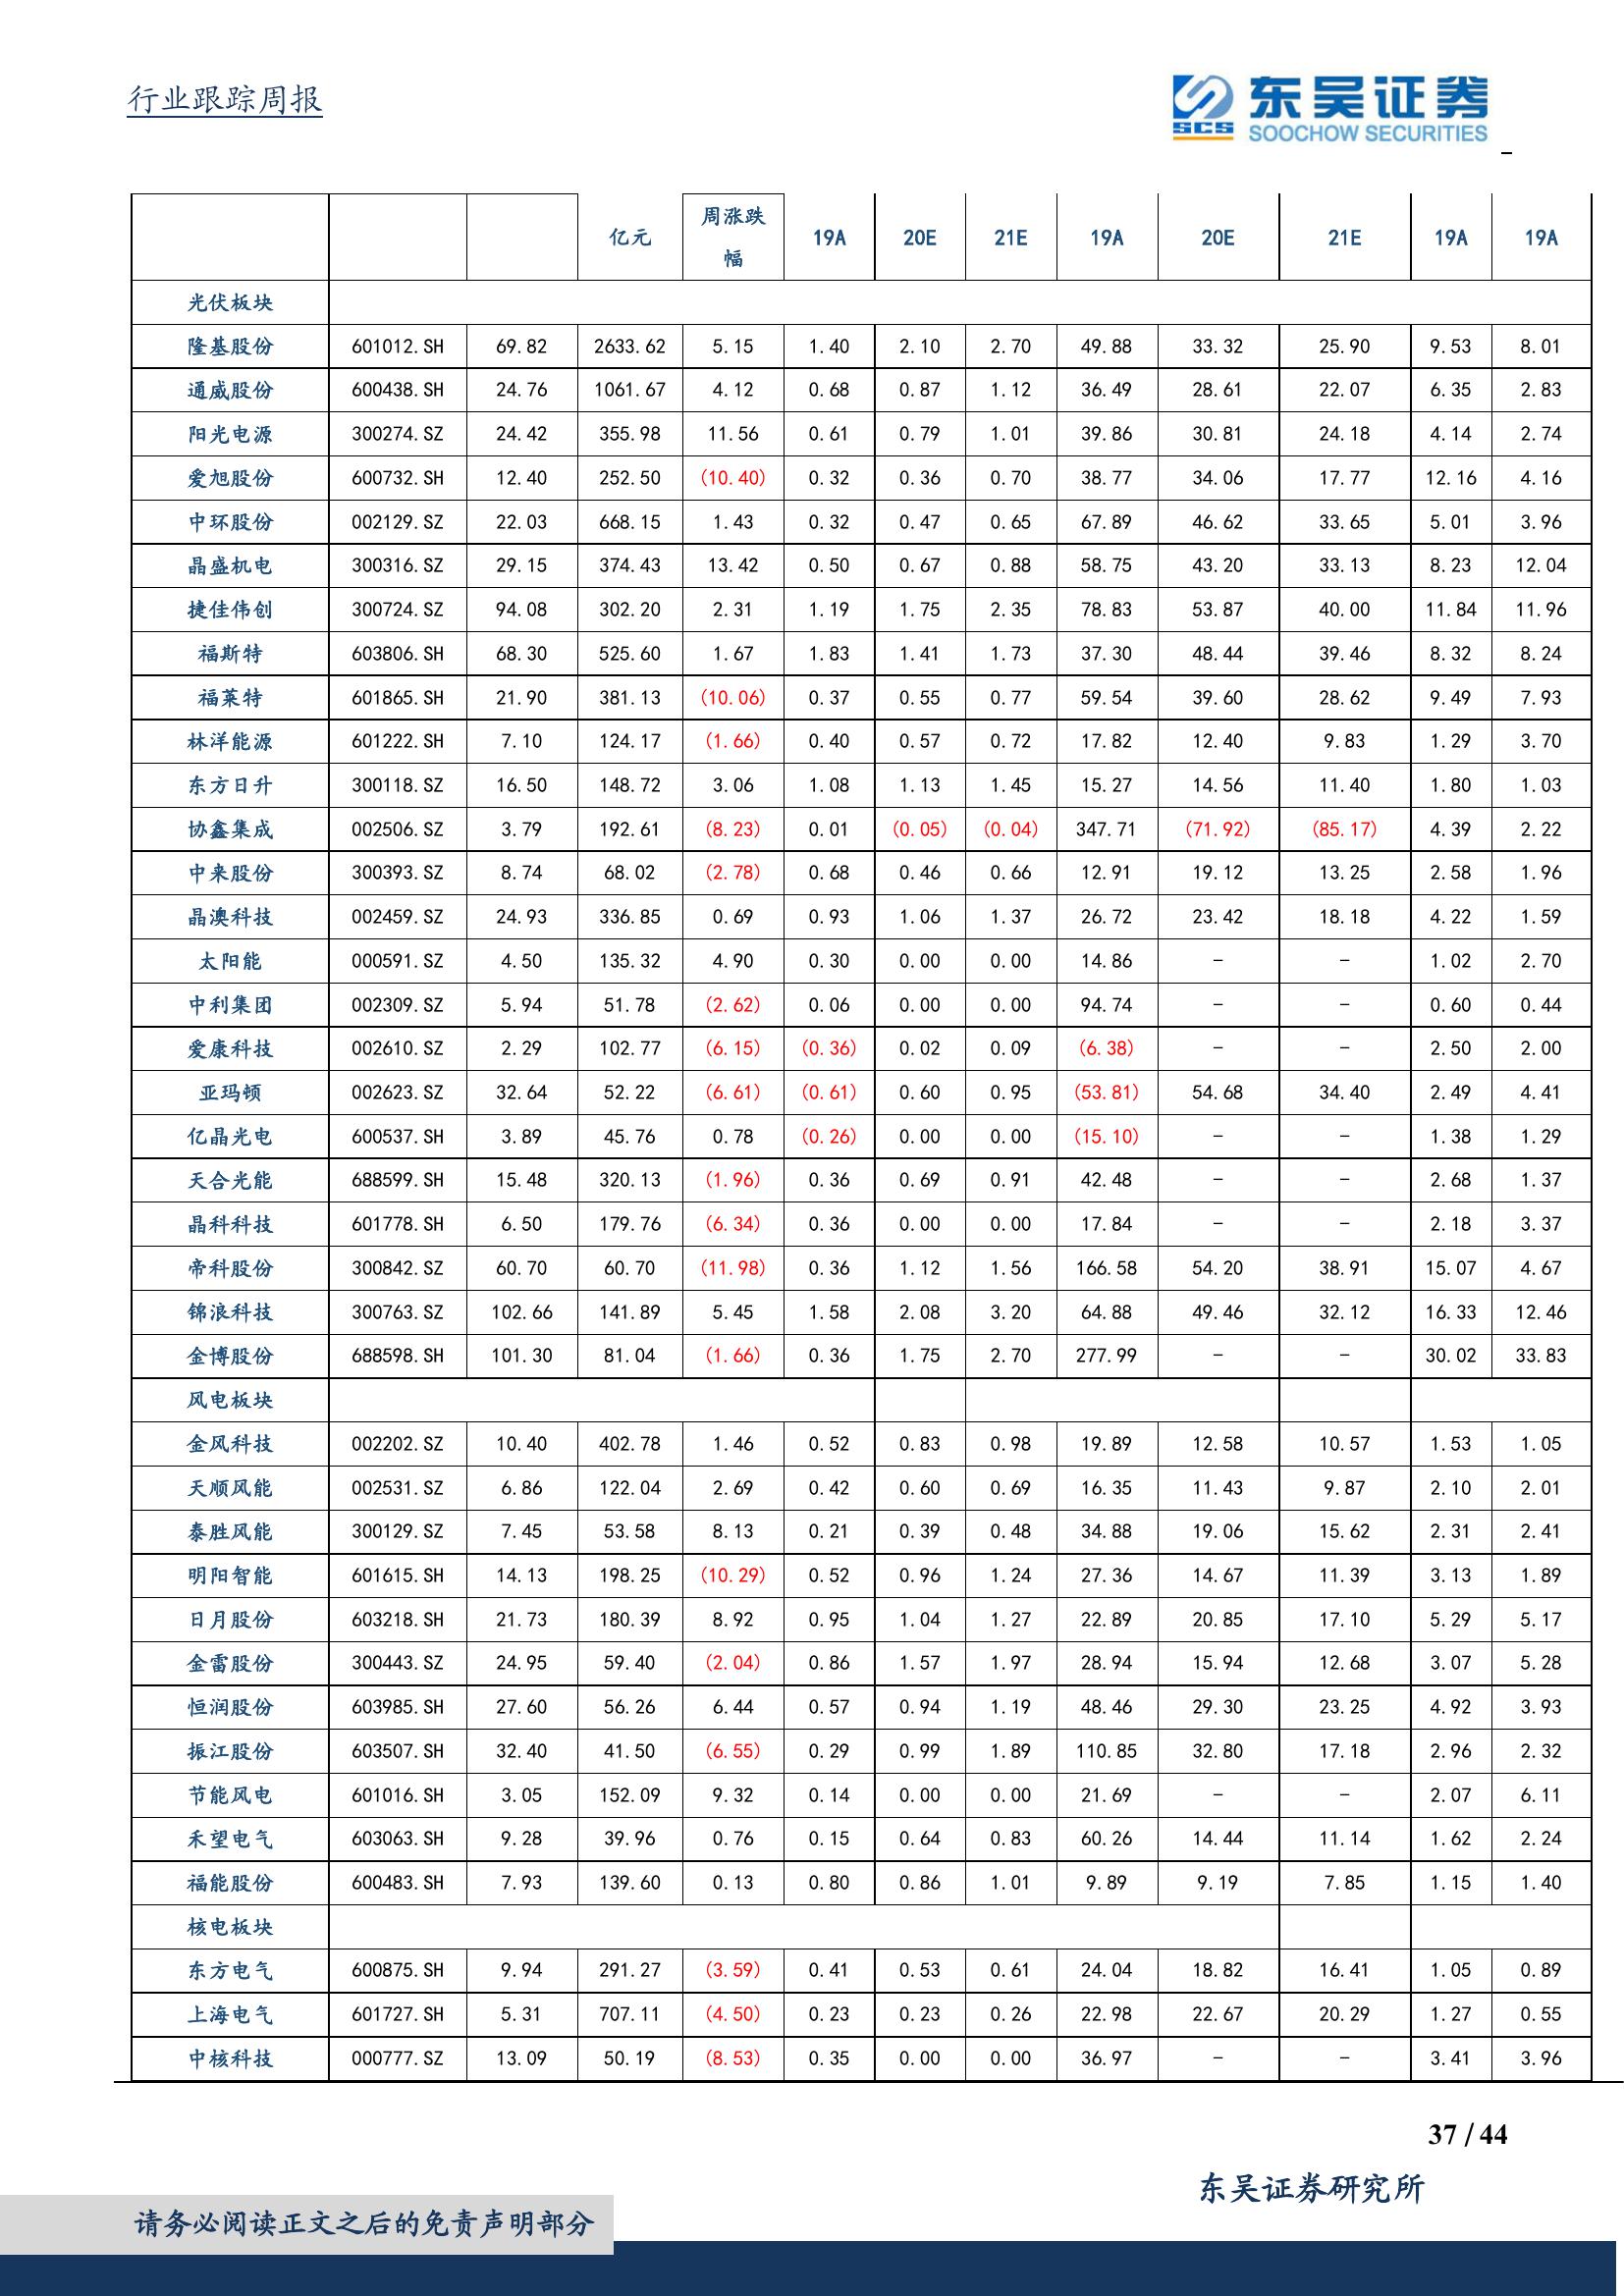 行业跟踪周报
SCS 东吴证券
SOOCHOW SECURITIES
亿元 周涨跌幅 19A 20E 21E 19A 20E 21E 19A 19A
光伏板块
隆基股份 601012.SH 69.82 2633.62 5.15 1.40 2.10 2.70 49.88 33.32 25.90 9.53 8.01
通威股份 600438.SH 24.76 1061.67 4.12 0.68 0.87 1.12 36.49 28.61 22.07 6.35 2.83
阳光电源 300274.SZ 24.42 355.98 11.56 0.61 0.79 1.01 39.86 30.81 24.18 4.14 2.74
爱旭股份 600732.SH 12.40 252.50 (10.40) 0.32 0.36 0.70 38.77 34.06 17.77 12.16 4.16
中环股份 002129.SZ 22.03 668.15 1.43 0.32 0.47 0.65 67.89 46.62 33.65 5.01 3.96
晶盛机电 300316.SZ 29.15 374.43 13.42 0.50 0.67 0.88 58.75 43.20 33.13 8.23 12.04
捷佳伟创 300724.SZ 94.08 302.20 2.31 1.19 1.75 2.35 78.83 53.87 40.00 11.84 11.96
福斯特 603806.SH 68.30 525.60 1.67 1.83 1.41 1.73 37.30 48.44 39.46 8.32 8.24
福莱特 601865.SH 21.90 381.13 (10.06) 0.37 0.55 0.77 59.54 39.60 28.62 9.49 7.93
林洋能源 601222.SH 7.10 124.17 (1.66) 0.40 0.57 0.72 17.82 12.40 9.83 1.29 3.70
东方日升 300118.SZ 16.50 148.72 3.06 1.08 1.13 1.45 15.27 14.56 11.40 1.80 1.03
协鑫集成 002506.SZ 3.79 192.61 (8.23) 0.01 (0.05) (0.04) 347.71 (71.92) (85.17) 4.39 2.22
中来股份 300393.SZ 8.74 68.02 (2.78) 0.68 0.46 0.66 12.91 19.12 13.25 2.58 1.96
晶澳科技 002459.SZ 24.93 336.85 0.69 0.93 1.06 1.37 26.72 23.42 18.18 4.22 1.59
太阳能 000591.SZ 4.50 135.32 4.90 0.30 0.00 0.00 14.86 - - 1.02 2.70
中利集团 002309.SZ 5.94 51.78 (2.62) 0.06 0.00 0.00 94.74 - - 0.60 0.44
爱康科技 002610.SZ 2.29 102.77 (6.15) (0.36) 0.02 0.09 (6.38) - - 2.50 2.00
亚玛顿 002623.SZ 32.64 52.22 (6.61) (0.61) 0.60 0.95 (53.81) 54.68 34.40 2.49 4.41
亿晶光电 600537.SH 3.89 45.76 0.78 (0.26) 0.00 0.00 (15.10) - - 1.38 1.29
天合光能 688599.SH 15.48 320.13 (1.96) 0.36 0.69 0.91 42.48 - - 2.68 1.37
晶科科技 601778.SH 6.50 179.76 (6.34) 0.36 0.00 0.00 17.84 - - 2.18 3.37
帝科股份 300842.SZ 60.70 60.70 (11.98) 0.36 1.12 1.56 166.58 54.20 38.91 15.07 4.67
锦浪科技 300763.SZ 102.66 141.89 5.45 1.58 2.08 3.20 64.88 49.46 32.12 16.33 12.46
金博股份 688598.SH 101.30 81.04 (1.66) 0.36 1.75 2.70 277.99 - - 30.02 33.83
风电板块
金风科技 002202.SZ 10.40 402.78 1.46 0.52 0.83 0.98 19.89 12.58 10.57 1.53 1.05
天顺风能 002531.SZ 6.86 122.04 2.69 0.42 0.60 0.69 16.35 11.43 9.87 2.10 2.01
泰胜风能 300129.SZ 7.45 53.58 8.13 0.21 0.39 0.48 34.88 19.06 15.62 2.31 2.41
明阳智能 601615.SH 14.13 198.25 (10.29) 0.52 0.96 1.24 27.36 14.67 11.39 3.13 1.89
日月股份 603218.SH 21.73 180.39 8.92 0.95 1.04 1.27 22.89 20.85 17.10 5.29 5.17
金雷股份 300443.SZ 24.95 59.40 (2.04) 0.86 1.57 1.97 28.94 15.94 12.68 3.07 5.28
恒润股份 603985.SH 27.60 56.26 6.44 0.57 0.94 1.19 48.46 29.30 23.25 4.92 3.93
振江股份 603507.SH 32.40 41.50 (6.55) 0.29 0.99 1.89 110.85 32.80 17.18 2.96 2.32
节能风电 601016.SH 3.05 152.09 9.32 0.14 0.00 0.00 21.69 - - 2.07 6.11
禾望电气 603063.SH 9.28 39.96 0.76 0.15 0.64 0.83 60.26 14.44 11.14 1.62 2.24
福能股份 600483.SH 7.93 139.60 0.13 0.80 0.86 1.01 9.89 9.19 7.85 1.15 1.40
核电板块
东方电气 600875.SH 9.94 291.27 (3.59) 0.41 0.53 0.61 24.04 18.82 16.41 1.05 0.89
上海电气 601727.SH 5.31 707.11 (4.50) 0.23 0.23 0.26 22.98 22.67 20.29 1.27 0.55
中核科技 000777.SZ 13.09 50.19 (8.53) 0.35 0.00 0.00 36.97 - - 3.41 3.96
37 / 44
东吴证券研究所
请务必阅读正文之后的免责声明部分